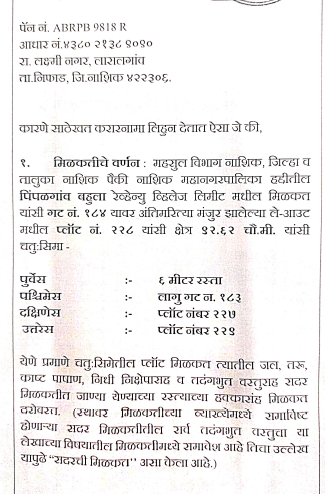 पॅन नं. ABRPB 9818 R
आधार नं.४३८० २१३८ ९०९०
रा. लक्ष्मी नगर, लासलगांव
ता.निफाड, जि.नाशिक ४२२३०६.
कारणे साठेखत करारनामा लिहुन देतात ऐसा जे की,
१. मिळकतीचे वर्णन : महसुल विभाग नाशिक, जिल्हा व
तालुका नाशिक पैकी नाशिक महानगरपालिका हद्दीतील
पिंपळगांव बहुला रेव्हेन्यु व्हिलेज लिमीट मधील मिळकत
यांसी गट नं. १८४ यावर अंतिमरित्या मंजुर झालेल्या ले-आउट
मधील प्लॉट नं. २२८ यांसी क्षेत्र ९२.६२ चौ.मी. यांसी
चतु:सिमा -
पुर्वेस :- ६ मीटर रस्ता
पश्चिमेस :- लागु गट न. १८३
दक्षिणेस :- प्लॉट नंबर २२७
उत्तरेस :- प्लॉट नंबर २२९
येणे प्रमाणे चतु:सिमेतील प्लॉट मिळकत त्यातील जल, तरू,
काष्ट पाषाण, निधी निक्षेपासह व तदंगभुत वस्तुसह सदर
मिळकतीत जाण्या येण्याच्या रस्त्याच्या हक्कासंह मिळकत
दरोबस्त. (स्थावर मिळकतीच्या व्याख्येमध्ये समाविष्ट
होणाऱ्या सदर मिळकतीतील सर्व तदंगभुत वस्तुचा या
लेखाच्या विषयातील मिळकतीमध्ये समावेश आहे तिचा उल्लेख
यापुढे "सदरची मिळकत" असा केला आहे.)